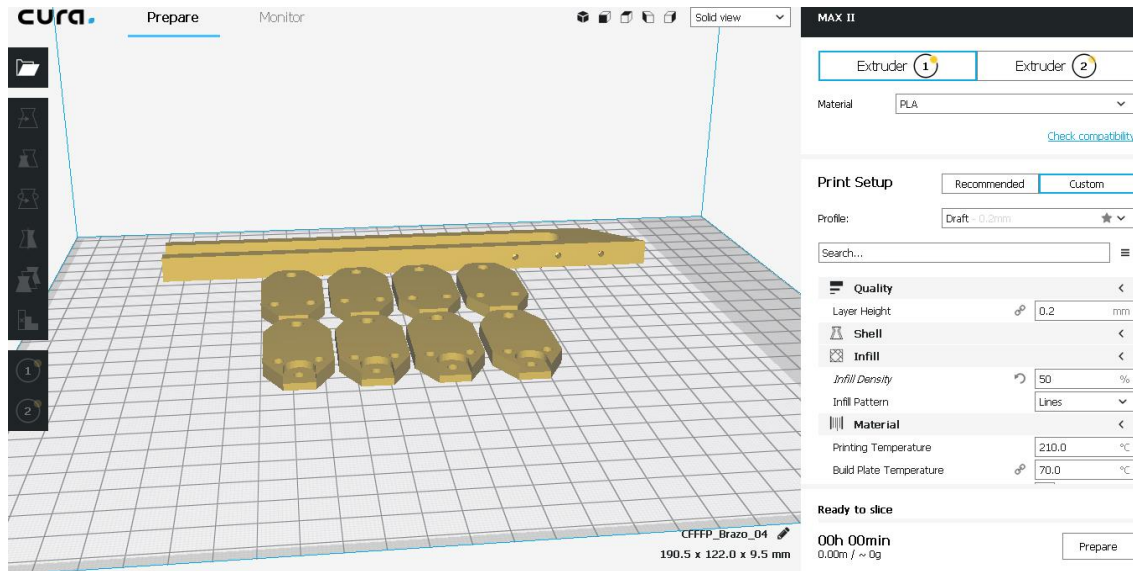 cura.
Prepare
Monitor
Solid view
MAX II
Extruder 1
Extruder 2
Material
PLA
Check compatibility
Print Setup
Recommended
Custom
Profile:
Draft - 0.2mm
Search...
Quality
Layer Height
0.2 mm
Shell
Infill
Infill Density
50 %
Infill Pattern
Lines
Material
Printing Temperature
210.0 °C
Build Plate Temperature
70.0 °C
Ready to slice
00h 00min
0.00m / ~ 0g
Prepare
1
2
CFFFP_Brazo_04
190.5 x 122.0 x 9.5 mm